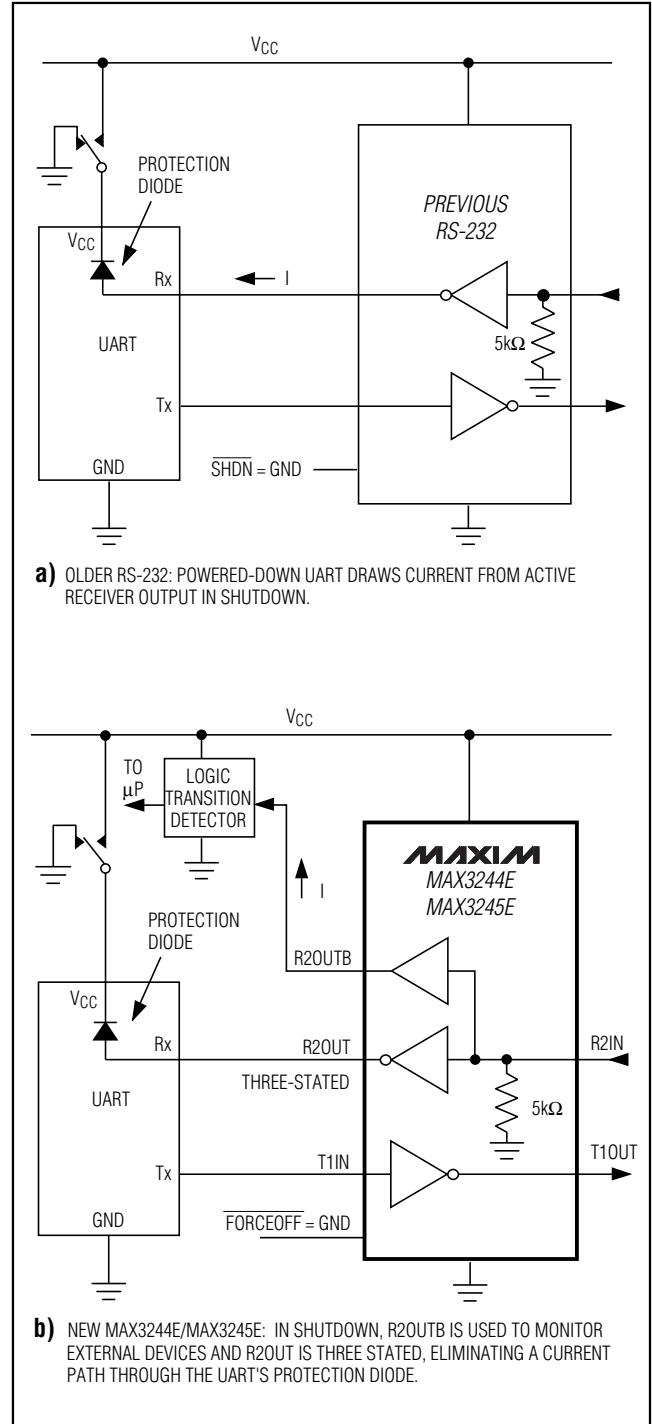 VCC
PROTECTION
DIODE
PREVIOUS
RS-232
VCC
Rx
I
UART
5kΩ
Tx
GND
SHDN = GND
a) OLDER RS-232: POWERED-DOWN UART DRAWS CURRENT FROM ACTIVE
RECEIVER OUTPUT IN SHUTDOWN.
VCC
TO
μP
LOGIC
TRANSITION
DETECTOR
MAXIM
MAX3244E
MAX3245E
I
PROTECTION
DIODE
R2OUTB
VCC
Rx
R2OUT
R2IN
THREE-STATED
UART
5kΩ
Tx
T1IN
T1OUT
GND
FORCEOFF = GND
b) NEW MAX3244E/MAX3245E: IN SHUTDOWN, R2OUTB IS USED TO MONITOR
EXTERNAL DEVICES AND R2OUT IS THREE STATED, ELIMINATING A CURRENT
PATH THROUGH THE UART'S PROTECTION DIODE.